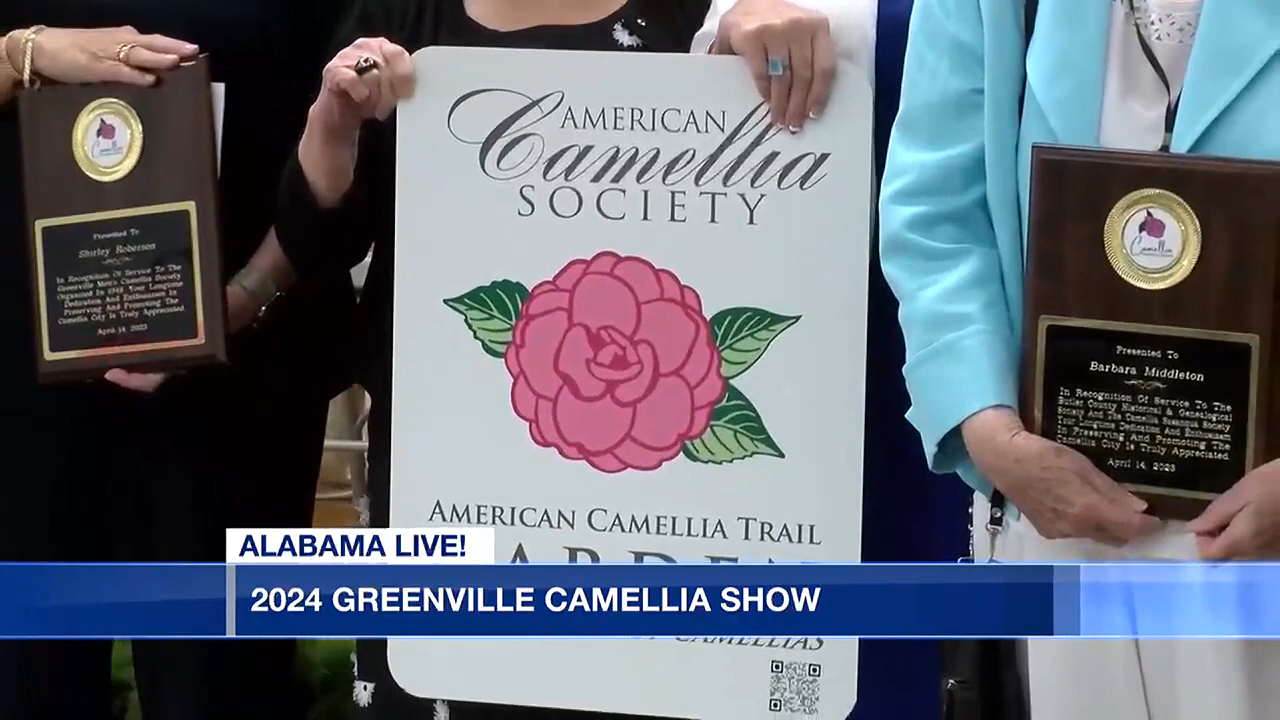 Camellia
Presented To
Shirley Roberson
In Recognition Of Service To The
Greenville Men's Camellia Society
Organized In 1948 Your Longtime
Dedication And Enthusiasm In
Preserving And Promoting The
Camellia City Is Truly Appreciated
April 14, 2023
AMERICAN
Camellia
SOCIETY
AMERICAN CAMELLIA TRAIL
CAMELLIAS
Camellia
Presented To
Barbara Middleton
In Recognition Of Service To The
Butler County Historical & Genealogical
Society And The Camellia Sasanqua Society
Your Longtime Dedication And Enthusiasm
In Preserving And Promoting The
Camellia City Is Truly Appreciated
April 14, 2023
ALABAMA LIVE!
2024 GREENVILLE CAMELLIA SHOW